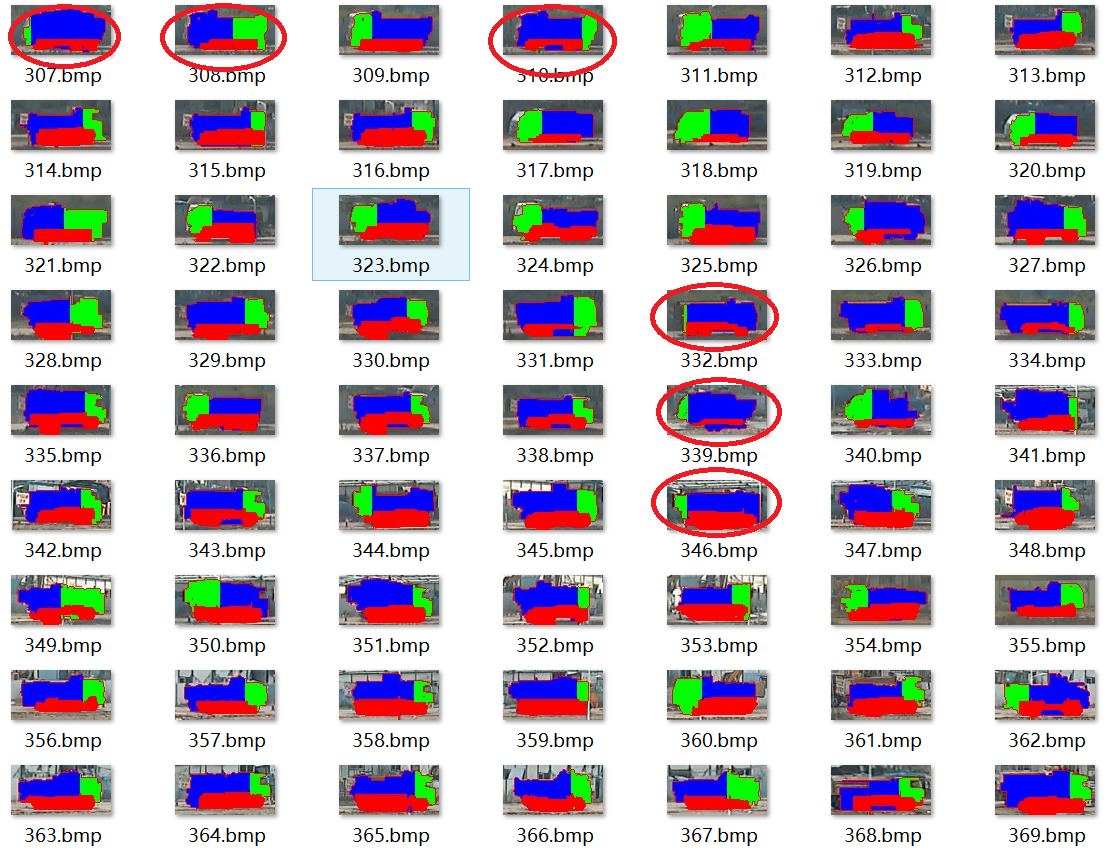 307.bmp 308.bmp 309.bmp 310.bmp 311.bmp 312.bmp 313.bmp
314.bmp 315.bmp 316.bmp 317.bmp 318.bmp 319.bmp 320.bmp
321.bmp 322.bmp 323.bmp 324.bmp 325.bmp 326.bmp 327.bmp
328.bmp 329.bmp 330.bmp 331.bmp 332.bmp 333.bmp 334.bmp
335.bmp 336.bmp 337.bmp 338.bmp 339.bmp 340.bmp 341.bmp
342.bmp 343.bmp 344.bmp 345.bmp 346.bmp 347.bmp 348.bmp
349.bmp 350.bmp 351.bmp 352.bmp 353.bmp 354.bmp 355.bmp
356.bmp 357.bmp 358.bmp 359.bmp 360.bmp 361.bmp 362.bmp
363.bmp 364.bmp 365.bmp 366.bmp 367.bmp 368.bmp 369.bmp